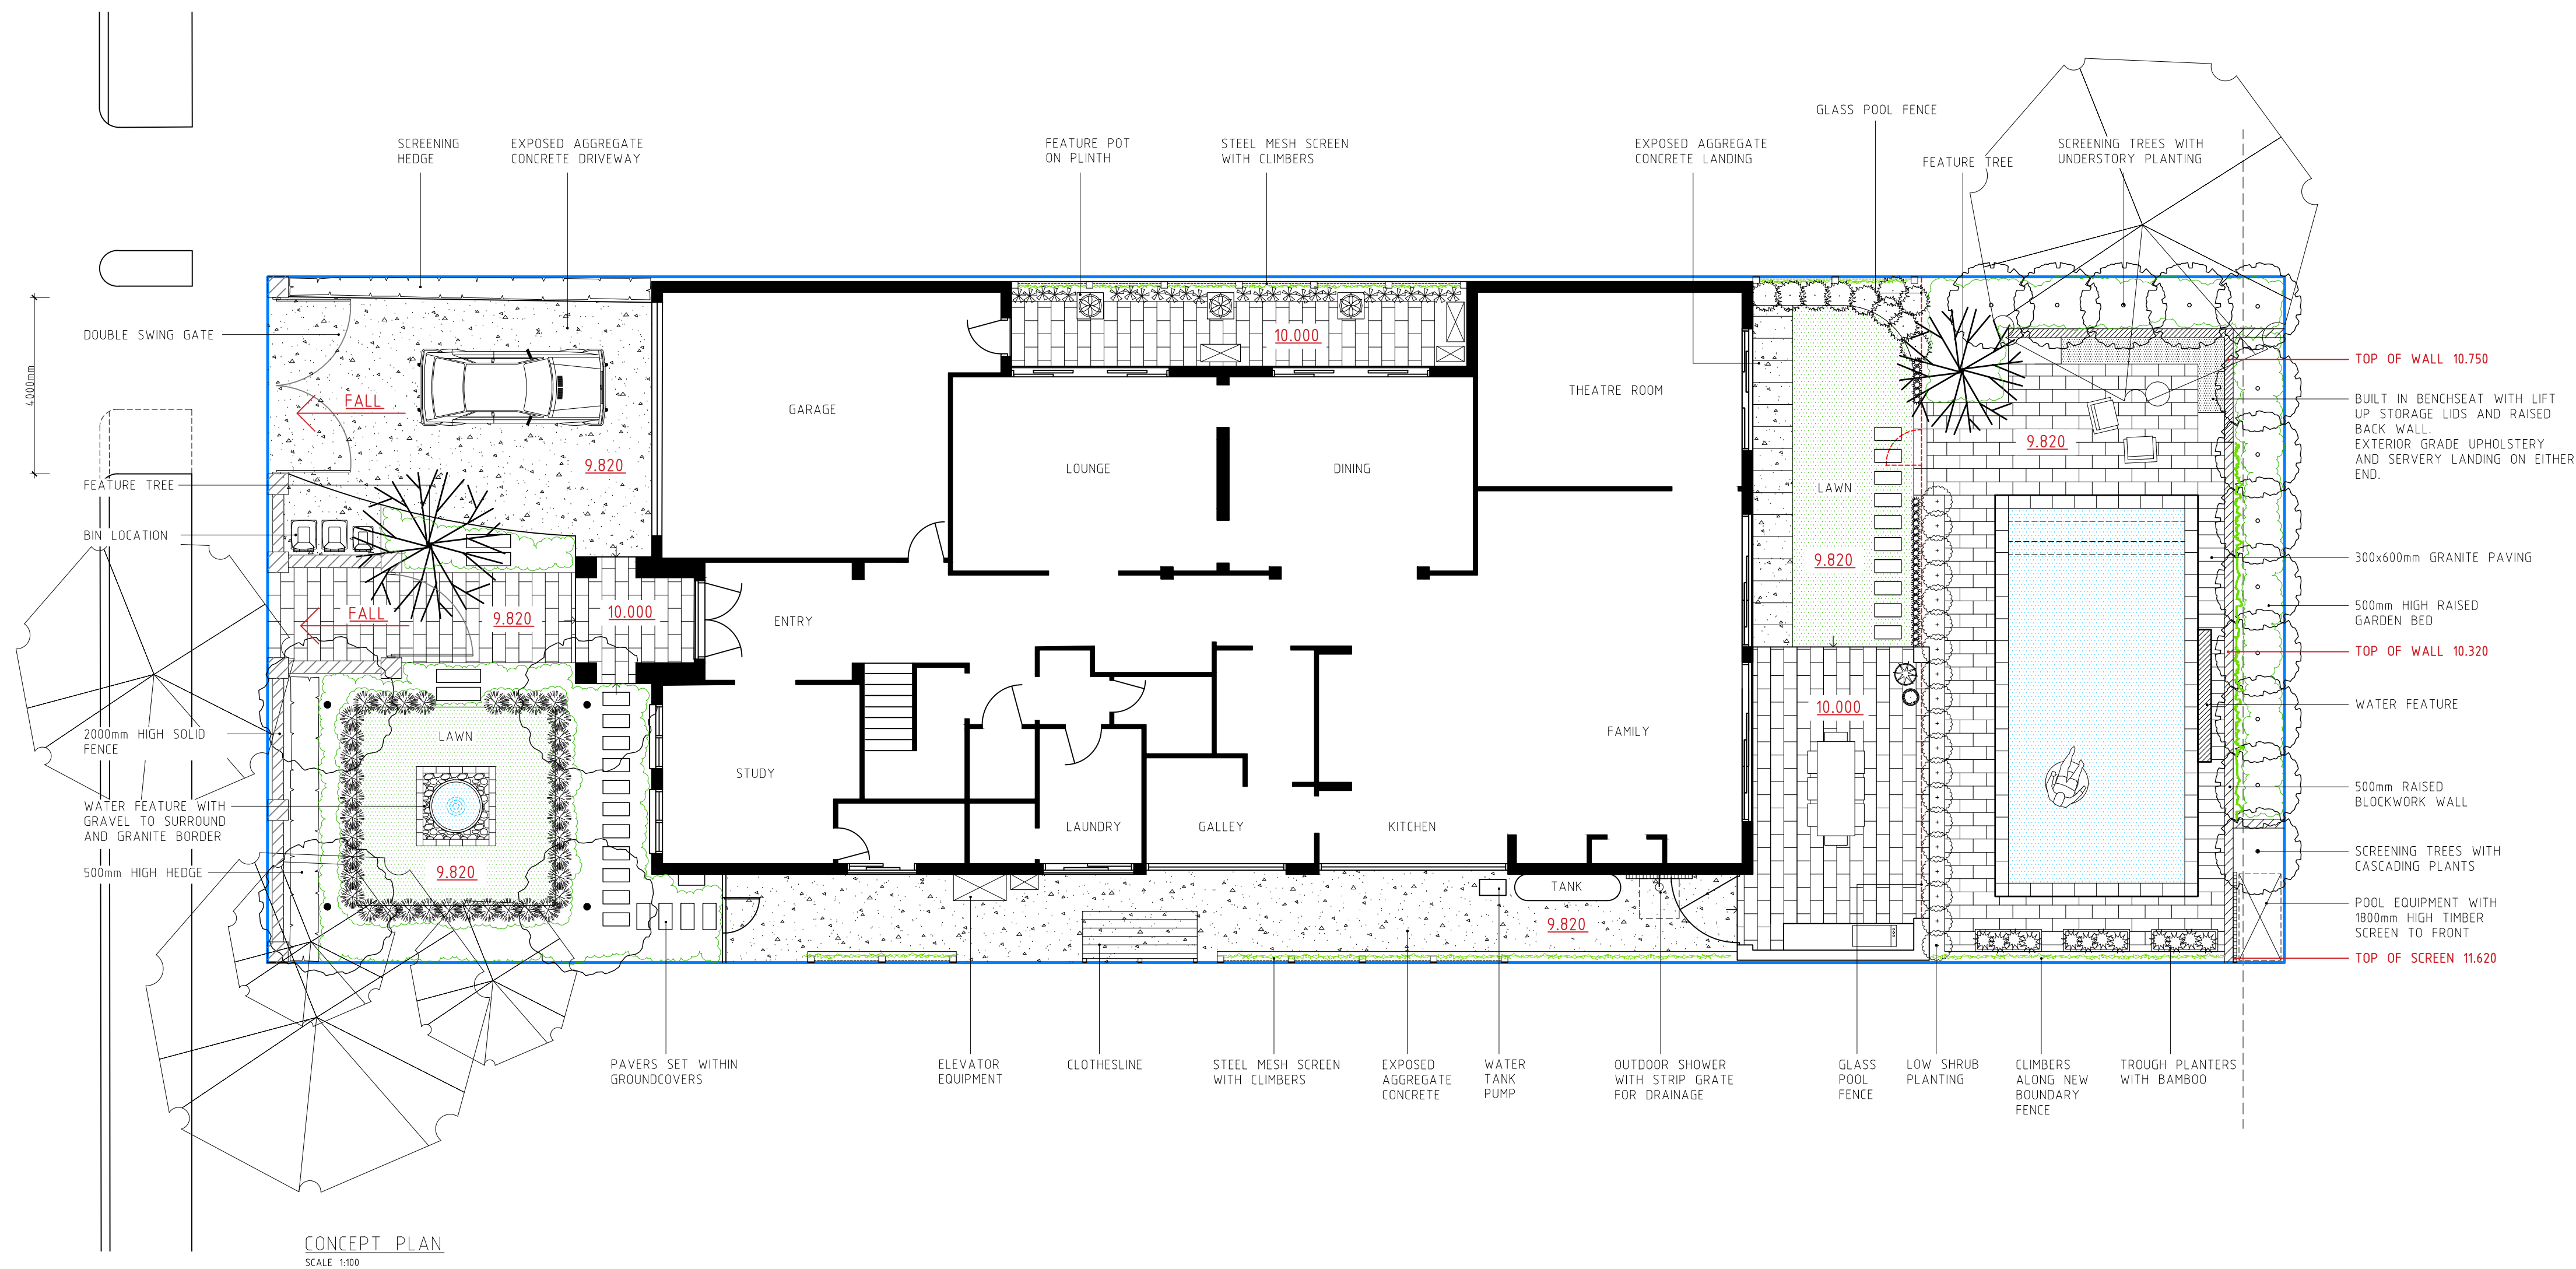 GLASS POOL FENCE
SCREENING
HEDGE
EXPOSED AGGREGATE
CONCRETE DRIVEWAY
FEATURE POT
ON PLINTH
STEEL MESH SCREEN
WITH CLIMBERS
EXPOSED AGGREGATE
CONCRETE LANDING
FEATURE TREE
SCREENING TREES WITH
UNDERSTORY PLANTING
DOUBLE SWING GATE
4000mm
FEATURE TREE
BIN LOCATION
2000mm HIGH SOLID
FENCE
WATER FEATURE WITH
GRAVEL TO SURROUND
AND GRANITE BORDER
500mm HIGH HEDGE
FALL
9.820
FALL
9.820
10.000
LAWN
9.820
GARAGE
10.000
LOUNGE
DINING
THEATRE ROOM
ENTRY
STUDY
LAUNDRY
GALLEY
KITCHEN
FAMILY
TANK
9.820
LAWN
9.820
10.000
9.820
TOP OF WALL 10.750
BUILT IN BENCHSEAT WITH LIFT
UP STORAGE LIDS AND RAISED
BACK WALL.
EXTERIOR GRADE UPHOLSTERY
AND SERVERY LANDING ON EITHER
END.
300x600mm GRANITE PAVING
500mm HIGH RAISED
GARDEN BED
TOP OF WALL 10.320
WATER FEATURE
500mm RAISED
BLOCKWORK WALL
SCREENING TREES WITH
CASCADING PLANTS
POOL EQUIPMENT WITH
1800mm HIGH TIMBER
SCREEN TO FRONT
TOP OF SCREEN 11.620
PAVERS SET WITHIN
GROUNDCOVERS
ELEVATOR
EQUIPMENT
CLOTHESLINE
STEEL MESH SCREEN
WITH CLIMBERS
EXPOSED
AGGREGATE
CONCRETE
WATER
TANK
PUMP
OUTDOOR SHOWER
WITH STRIP GRATE
FOR DRAINAGE
GLASS
POOL
FENCE
LOW SHRUB
PLANTING
CLIMBERS
ALONG NEW
BOUNDARY
FENCE
TROUGH PLANTERS
WITH BAMBOO
CONCEPT PLAN
SCALE 1:100